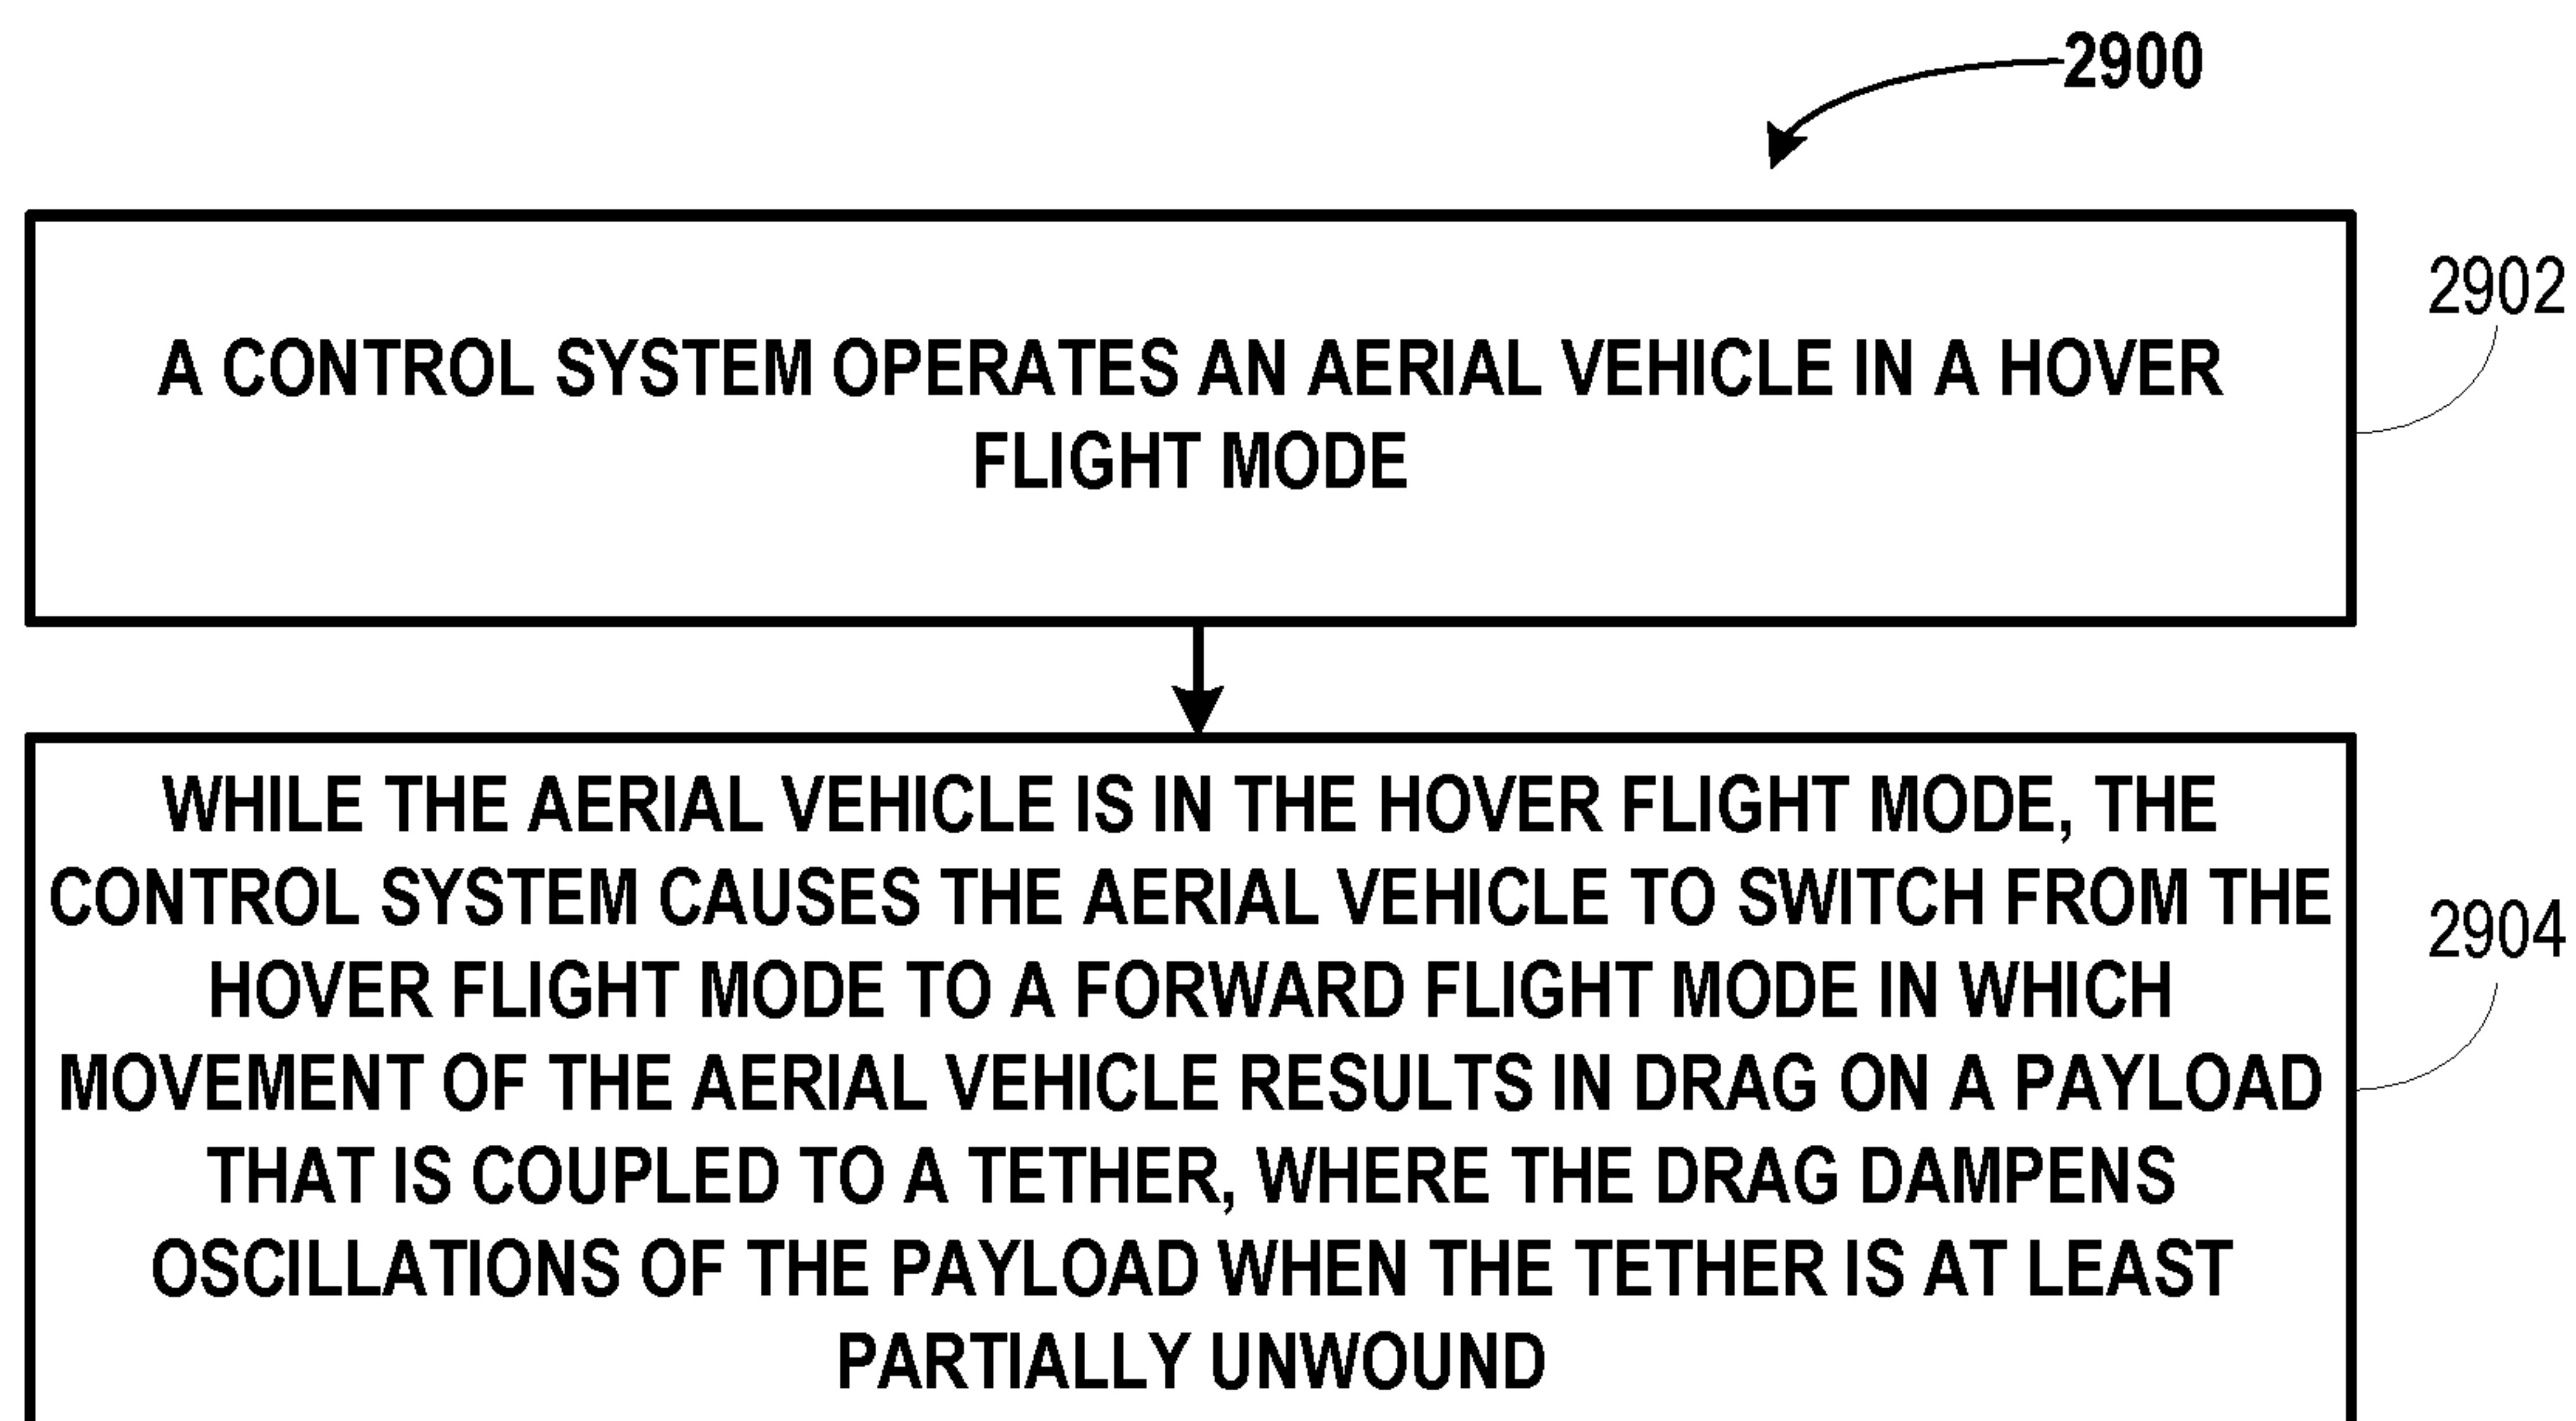 2900
A CONTROL SYSTEM OPERATES AN AERIAL VEHICLE IN A HOVER
FLIGHT MODE
2902
WHILE THE AERIAL VEHICLE IS IN THE HOVER FLIGHT MODE, THE
CONTROL SYSTEM CAUSES THE AERIAL VEHICLE TO SWITCH FROM THE
HOVER FLIGHT MODE TO A FORWARD FLIGHT MODE IN WHICH
MOVEMENT OF THE AERIAL VEHICLE RESULTS IN DRAG ON A PAYLOAD
THAT IS COUPLED TO A TETHER, WHERE THE DRAG DAMPENS
OSCILLATIONS OF THE PAYLOAD WHEN THE TETHER IS AT LEAST
PARTIALLY UNWOUND
2904